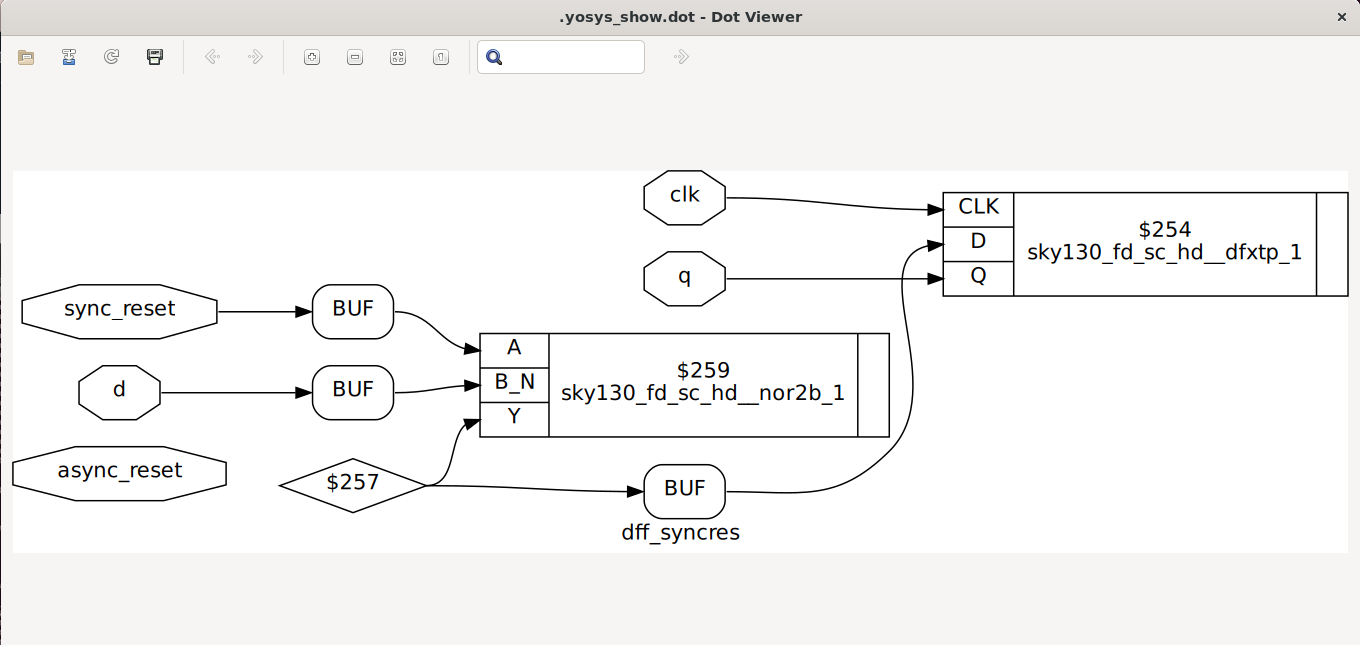 .yosys_show.dot - Dot Viewer
clk
CLK
D
Q
$254
sky130_fd_sc_hd__dfxtp_1
q
sync_reset
BUF
A
B_N
Y
$259
sky130_fd_sc_hd__nor2b_1
d
BUF
async_reset
$257
BUF
dff_syncres